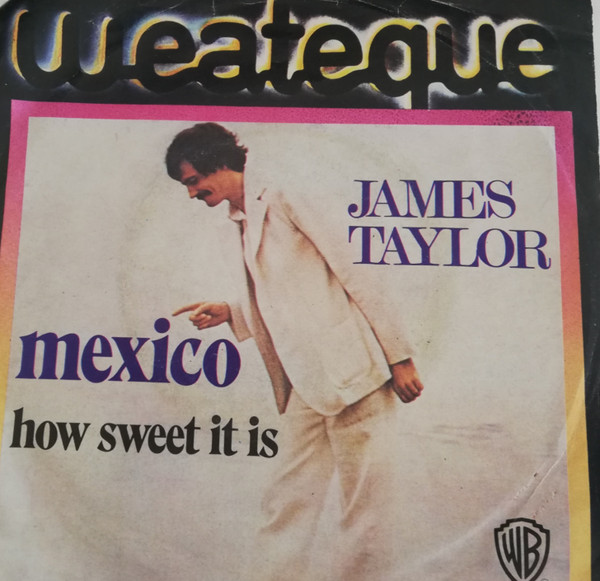 weateque
JAMES
TAYLOR
mexico
how sweet it is
WB